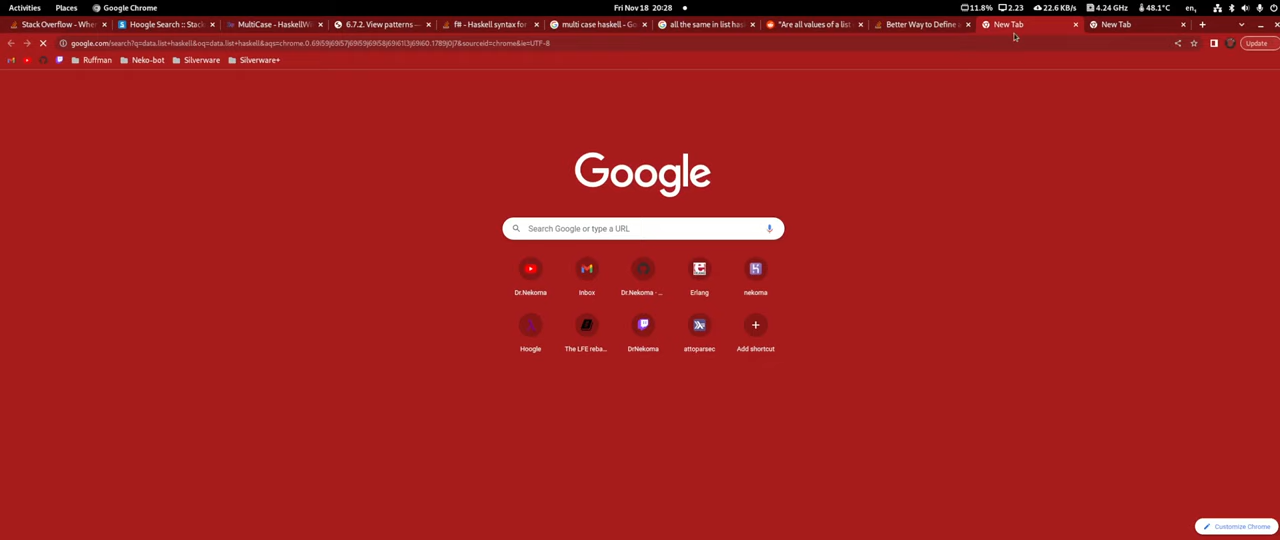 Activities Places Google Chrome Fri Nov 18 20:28 11.8% 2.23 22.6 KB/s 4.24 GHz 48.1°C en,
Stack Overflow - Wher Hoogle Search :: Stack MultiCase - HaskellWi 6.7.2. View patterns — f# - Haskell syntax for multi case haskell - Go all the same in list hask "Are all values of a list Better Way to Define a New Tab New Tab
google.com/search?q=data.list+haskell&oq=data.list+haskell&aqs=chrome.0.69i59j69i57j69i59j69i58j69i61l3j69i60.1789j0j7&sourceid=chrome&ie=UTF-8 Update
Ruffman Neko-bot Silverware Silverware+
Google
Search Google or type a URL
Dr.Nekoma Inbox Dr.Nekoma - ... Erlang nekoma
Hoogle The LFE reba... DrNekoma attoparsec Add shortcut
Customize Chrome